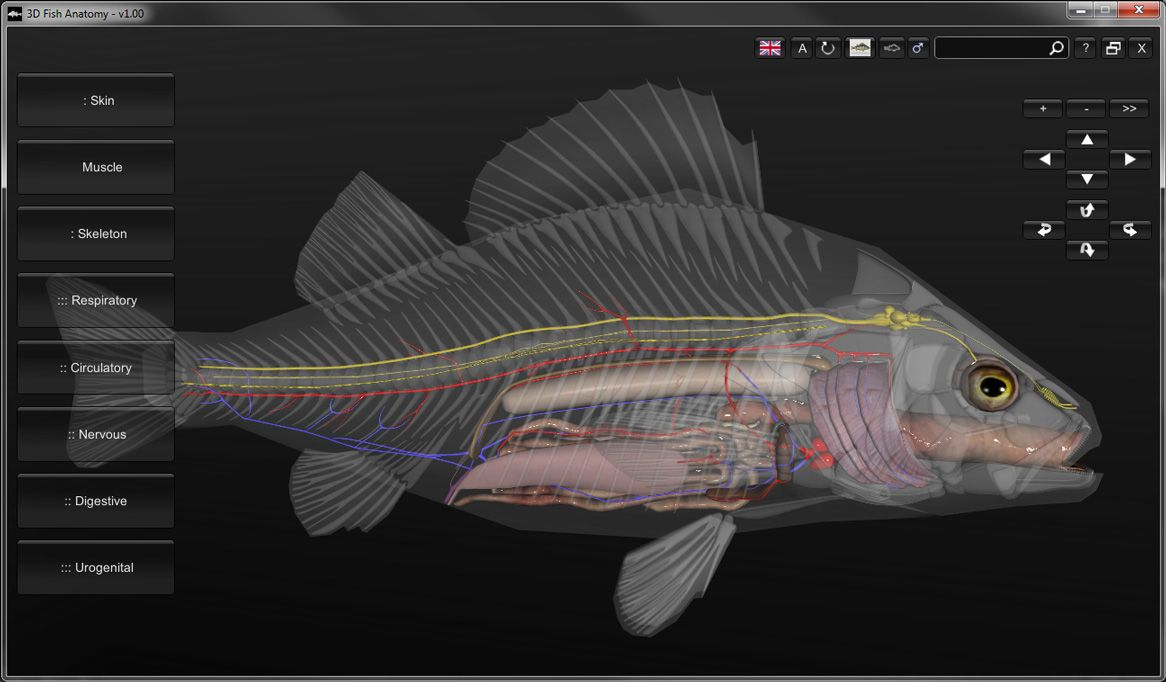 3D Fish Anatomy - v1.00
A
?
X
: Skin
+ - >>
Muscle
: Skeleton
::: Respiratory
:: Circulatory
:: Nervous
:: Digestive
::: Urogenital